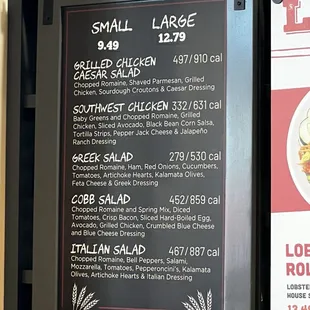 SMALL LARGE
9.49 12.79
GRILLED CHICKEN 497/910 cal
CAESAR SALAD
Chopped Romaine, Shaved Parmesan, Grilled
Chicken, Sourdough Croutons & Caesar Dressing
SOUTHWEST CHICKEN 332/631 cal
Baby Greens and Chopped Romaine, Grilled
Chicken, Sliced Avocado, Black Bean Corn Salsa,
Tortilla Strips, Pepper Jack Cheese & Jalapeño
Ranch Dressing
GREEK SALAD 279/530 cal
Chopped Romaine, Ham, Red Onions, Cucumbers,
Tomatoes, Artichoke Hearts, Kalamata Olives,
Feta Cheese & Greek Dressing
COBB SALAD 452/859 cal
Chopped Romaine and Spring Mix, Diced
Tomatoes, Crisp Bacon, Sliced Hard-Boiled Egg,
Avocado, Grilled Chicken, Crumbled Blue Cheese
and Blue Cheese Dressing
ITALIAN SALAD 467/887 cal
Chopped Romaine, Bell Peppers, Salami,
Mozzarella, Tomatoes, Pepperoncini's, Kalamata
Olives, Artichoke Hearts & Italian Dressing
LOB
ROL
LOBSTE
HOUSE S